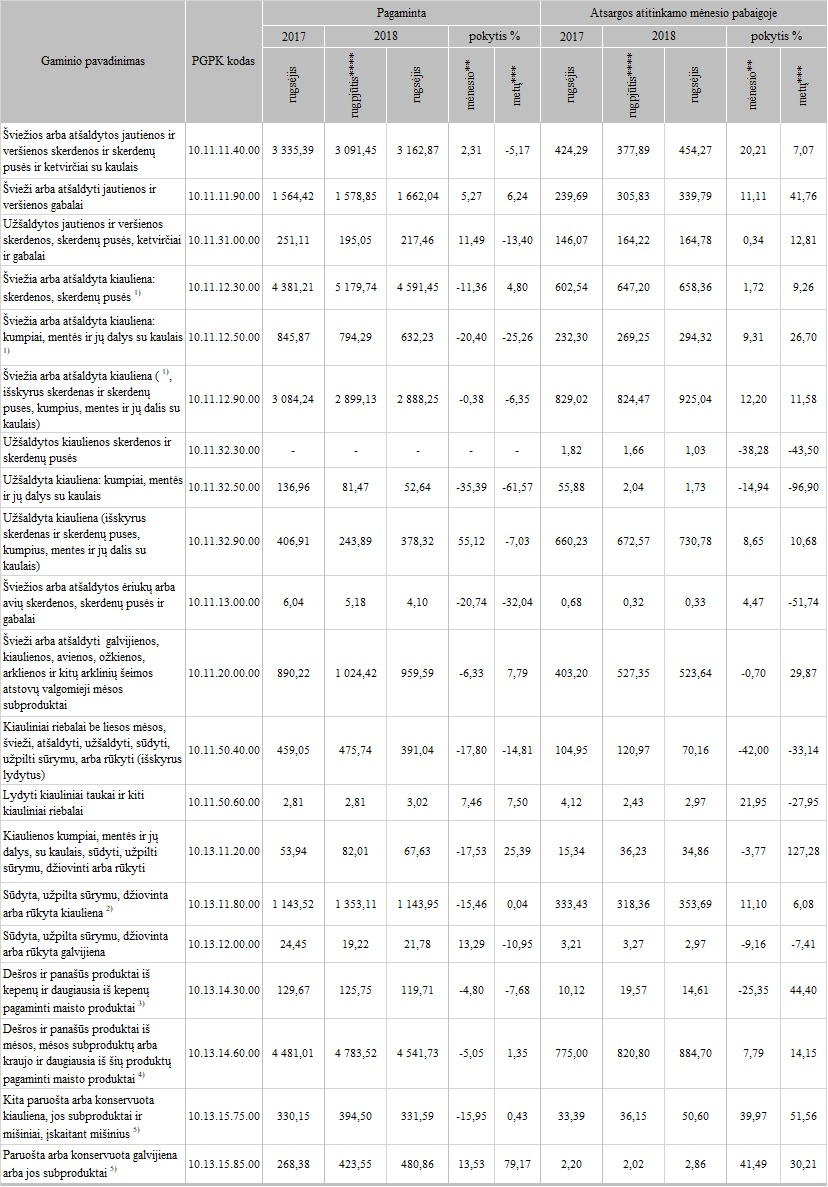 Gaminio pavadinimas PGPK kodas Pagaminta Atsargos atitinkamo mėnesio pabaigoje
2017 2018 pokytis % 2017 2018 pokytis %
rugsėjis rugpjūtis**** rugsėjis mėnesio** metų*** rugsėjis rugpjūtis**** rugsėjis mėnesio** metų***
Šviežios arba atšaldytos jautienos ir
veršienos skerdenos ir skerdenų
pusės ir ketvirčiai su kaulais
10.11.11.40.00 3 335,39 3 091,45 3 162,87 2,31 -5,17 424,29 377,89 454,27 20,21 7,07
Švieži arba atšaldyti jautienos ir
veršienos gabalai
10.11.11.90.00 1 564,42 1 578,85 1 662,04 5,27 6,24 239,69 305,83 339,79 11,11 41,76
Užšaldytos jautienos ir veršienos
skerdenos, skerdenų pusės, ketvirčiai
ir gabalai
10.11.31.00.00 251,11 195,05 217,46 11,49 -13,40 146,07 164,22 164,78 0,34 12,81
Šviežia arba atšaldyta kiauliena:
skerdenos, skerdenų pusės 1)
10.11.12.30.00 4 381,21 5 179,74 4 591,45 -11,36 4,80 602,54 647,20 658,36 1,72 9,26
Šviežia arba atšaldyta kiauliena:
kumpiai, mentės ir jų dalys su kaulais
1)
10.11.12.50.00 845,87 794,29 632,23 -20,40 -25,26 232,30 269,25 294,32 9,31 26,70
Šviežia arba atšaldyta kiauliena ( 1),
išskyrus skerdenas ir skerdenų
puses, kumpius, mentes ir jų dalis su
kaulais)
10.11.12.90.00 3 084,24 2 899,13 2 888,25 -0,38 -6,35 829,02 824,47 925,04 12,20 11,58
Užšaldytos kiaulienos skerdenos ir
skerdenų pusės
10.11.32.30.00 - - - - - 1,82 1,66 1,03 -38,28 -43,50
Užšaldyta kiauliena: kumpiai, mentės
ir jų dalys su kaulais
10.11.32.50.00 136,96 81,47 52,64 -35,39 -61,57 55,88 2,04 1,73 -14,94 -96,90
Užšaldyta kiauliena (išskyrus
skerdenas ir skerdenų puses,
kumpius, mentes ir jų dalis su
kaulais)
10.11.32.90.00 406,91 243,89 378,32 55,12 -7,03 660,23 672,57 730,78 8,65 10,68
Šviežios arba atšaldytos ėriukų arba
avių skerdenos, skerdenų pusės ir
gabalai
10.11.13.00.00 6,04 5,18 4,10 -20,74 -32,04 0,68 0,32 0,33 4,47 -51,74
Švieži arba atšaldyti galvijienos,
kiaulienos, avienos, ožkienos,
arklienos ir kitų arklinių šeimos
atstovų valgomieji mėsos
subproduktai
10.11.20.00.00 890,22 1 024,42 959,59 -6,33 7,79 403,20 527,35 523,64 -0,70 29,87
Kiauliniai riebalai be liesos mėsos,
švieži, atšaldyti, užšaldyti, sūdyti,
užpilti sūrymu, arba rūkyti (išskyrus
lydytus)
10.11.50.40.00 459,05 475,74 391,04 -17,80 -14,81 104,95 120,97 70,16 -42,00 -33,14
Lydyti kiauliniai taukai ir kiti
kiauliniai riebalai
10.11.50.60.00 2,81 2,81 3,02 7,46 7,50 4,12 2,43 2,97 21,95 -27,95
Kiaulienos kumpiai, mentės ir jų
dalys, su kaulais, sūdyti, užpilti
sūrymu, džiovinti arba rūkyti
10.13.11.20.00 53,94 82,01 67,63 -17,53 25,39 15,34 36,23 34,86 -3,77 127,28
Sūdyta, užpilta sūrymu, džiovinta
arba rūkyta kiauliena 2)
10.13.11.80.00 1 143,52 1 353,11 1 143,95 -15,46 0,04 333,43 318,36 353,69 11,10 6,08
Sūdyta, užpilta sūrymu, džiovinta
arba rūkyta galvijiena
10.13.12.00.00 24,45 19,22 21,78 13,29 -10,95 3,21 3,27 2,97 -9,16 -7,41
Dešros ir panašūs produktai iš
kepenų ir daugiausia iš kepenų
pagaminti maisto produktai 3)
10.13.14.30.00 129,67 125,75 119,71 -4,80 -7,68 10,12 19,57 14,61 -25,35 44,40
Dešros ir panašūs produktai iš
mėsos, mėsos subproduktų arba
kraujo ir daugiausia iš šių produktų
pagaminti maisto produktai 4)
10.13.14.60.00 4 481,01 4 783,52 4 541,73 -5,05 1,35 775,00 820,80 884,70 7,79 14,15
Kita paruošta arba konservuota
kiauliena, jos subproduktai ir
mišiniai, įskaitant mišinius 5)
10.13.15.75.00 330,15 394,50 331,59 -15,95 0,43 33,39 36,15 50,60 39,97 51,56
Paruošta arba konservuota galvijiena
arba jos subproduktai 5)
10.13.15.85.00 268,38 423,55 480,86 13,53 79,17 2,20 2,02 2,86 41,49 30,21